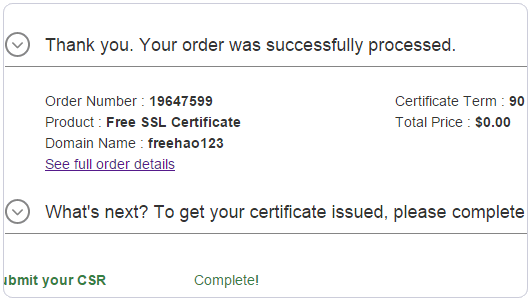 Thank you. Your order was successfully processed.
Order Number : 19647599
Certificate Term : 90
Product : Free SSL Certificate
Total Price : $0.00
Domain Name : freehao123
See full order details
What's next? To get your certificate issued, please complete
ubmit your CSR
Complete!